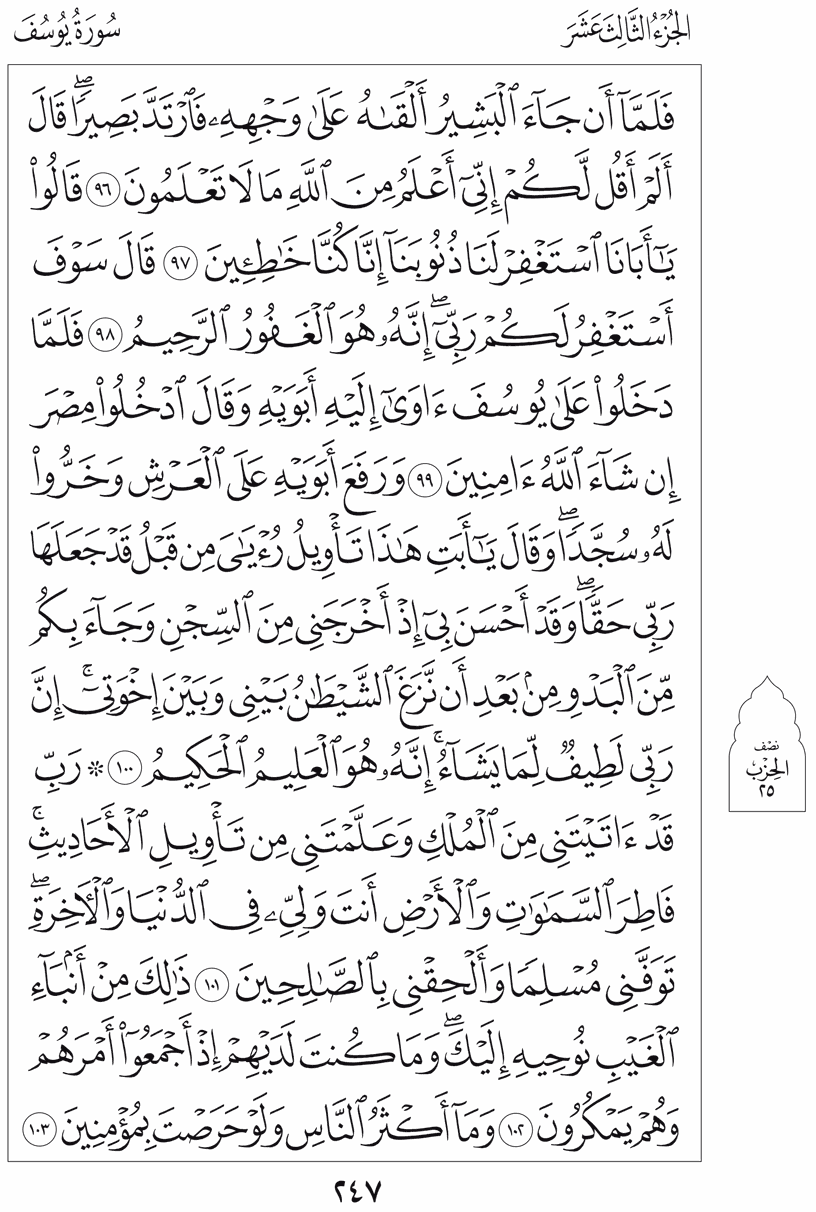 الجُزْءُ الثَّالِثَ عَشَرَ
سُورَةُ يُوسُفَ
فَلَمَّآ أَن جَآءَ ٱلۡبَشِيرُ أَلۡقَىٰهُ عَلَىٰ وَجۡهِهِۦ فَٱرۡتَدَّ بَصِيرٗاۖ قَالَ
أَلَمۡ أَقُل لَّكُمۡ إِنِّيٓ أَعۡلَمُ مِنَ ٱللَّهِ مَا لَا تَعۡلَمُونَ ٩٦ قَالُواْ
يَٰٓأَبَانَا ٱسۡتَغۡفِرۡ لَنَا ذُنُوبَنَآ إِنَّا كُنَّا خَٰطِـِٔينَ ٩٧ قَالَ سَوۡفَ
أَسۡتَغۡفِرُ لَكُمۡ رَبِّيٓۖ إِنَّهُۥ هُوَ ٱلۡغَفُورُ ٱلرَّحِيمُ ٩٨ فَلَمَّا
دَخَلُواْ عَلَىٰ يُوسُفَ ءَاوَىٰٓ إِلَيۡهِ أَبَوَيۡهِ وَقَالَ ٱدۡخُلُواْ مِصۡرَ
إِن شَآءَ ٱللَّهُ ءَامِنِينَ ٩٩ وَرَفَعَ أَبَوَيۡهِ عَلَى ٱلۡعَرۡشِ وَخَرُّواْ
لَهُۥ سُجَّدٗاۖ وَقَالَ يَٰٓأَبَتِ هَٰذَا تَأۡوِيلُ رُءۡيَٰيَ مِن قَبۡلُ قَدۡ جَعَلَهَا
رَبِّي حَقّٗاۖ وَقَدۡ أَحۡسَنَ بِيٓ إِذۡ أَخۡرَجَنِي مِنَ ٱلسِّجۡنِ وَجَآءَ بِكُم
مِّنَ ٱلۡبَدۡوِ مِنۢ بَعۡدِ أَن نَّزَغَ ٱلشَّيۡطَٰنُ بَيۡنِي وَبَيۡنَ إِخۡوَتِيٓۚ إِنَّ
رَبِّي لَطِيفٞ لِّمَا يَشَآءُۚ إِنَّهُۥ هُوَ ٱلۡعَلِيمُ ٱلۡحَكِيمُ ١٠٠ ۞ رَبِّ
قَدۡ ءَاتَيۡتَنِي مِنَ ٱلۡمُلۡكِ وَعَلَّمۡتَنِي مِن تَأۡوِيلِ ٱلۡأَحَادِيثِۚ
فَاطِرَ ٱلسَّمَٰوَٰتِ وَٱلۡأَرۡضِ أَنتَ وَلِيِّۦ فِي ٱلدُّنۡيَا وَٱلۡأٓخِرَةِۖ
تَوَفَّنِي مُسۡلِمٗا وَأَلۡحِقۡنِي بِٱلصَّٰلِحِينَ ١٠١ ذَٰلِكَ مِنۡ أَنۢبَآءِ
ٱلۡغَيۡبِ نُوحِيهِ إِلَيۡكَۖ وَمَا كُنتَ لَدَيۡهِمۡ إِذۡ أَجۡمَعُوٓاْ أَمۡرَهُمۡ
وَهُمۡ يَمۡكُرُونَ ١٠٢ وَمَآ أَكۡثَرُ ٱلنَّاسِ وَلَوۡ حَرَصۡتَ بِمُؤۡمِنِينَ ١٠٣
نصف
الحِزْب
٢٥
٢٤٧